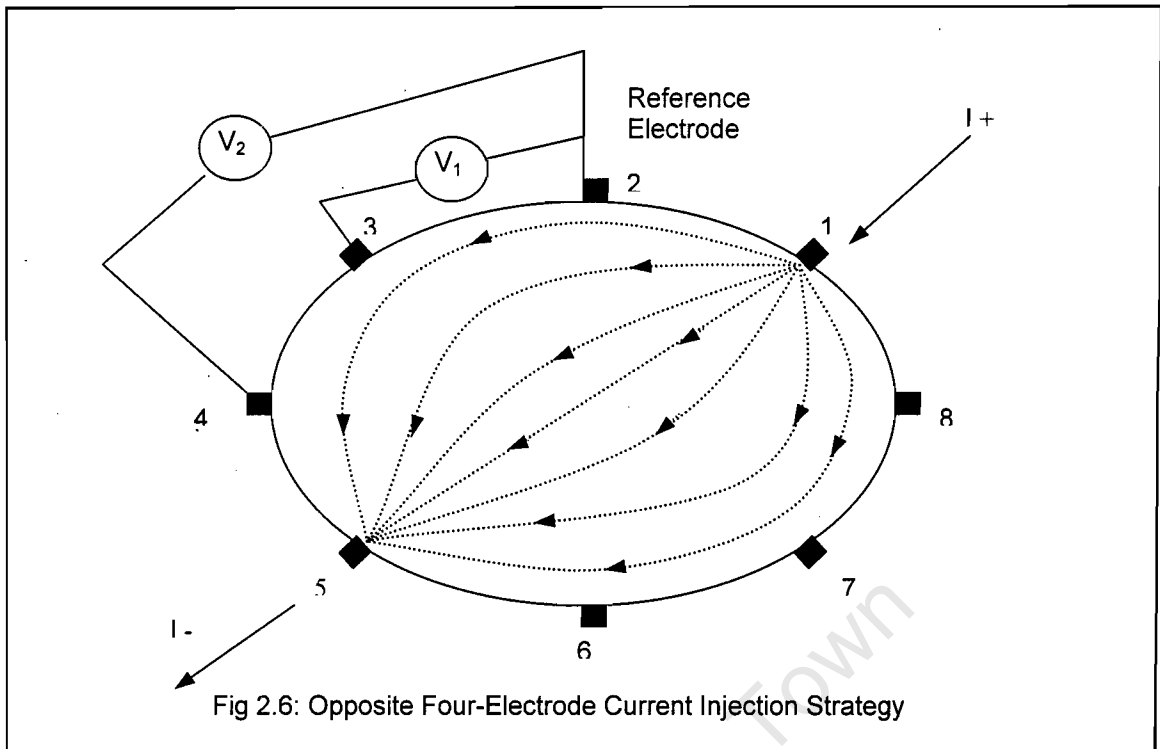 Reference
Electrode
I +
V₂
V₁
2
3
1
4
8
5
7
I -
6
Town
Fig 2.6: Opposite Four-Electrode Current Injection Strategy